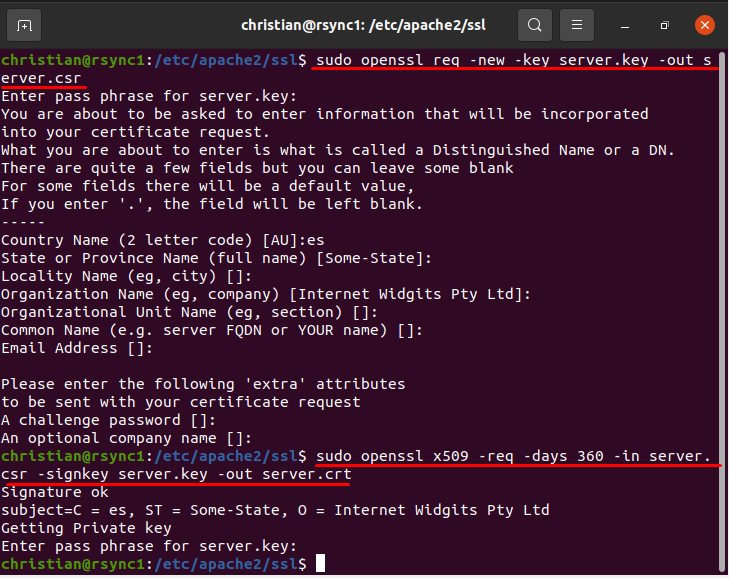 christian@rsync1: /etc/apache2/ssl
christian@rsync1:/etc/apache2/ssl$ sudo openssl req -new -key server.key -out s
erver.csr
Enter pass phrase for server.key:
You are about to be asked to enter information that will be incorporated
into your certificate request.
What you are about to enter is what is called a Distinguished Name or a DN.
There are quite a few fields but you can leave some blank
For some fields there will be a default value,
If you enter '.', the field will be left blank.
-----
Country Name (2 letter code) [AU]:es
State or Province Name (full name) [Some-State]:
Locality Name (eg, city) []:
Organization Name (eg, company) [Internet Widgits Pty Ltd]:
Organizational Unit Name (eg, section) []:
Common Name (e.g. server FQDN or YOUR name) []:
Email Address []:

Please enter the following 'extra' attributes
to be sent with your certificate request
A challenge password []:
An optional company name []:
christian@rsync1:/etc/apache2/ssl$ sudo openssl x509 -req -days 360 -in server.
csr -signkey server.key -out server.crt
Signature ok
subject=C = es, ST = Some-State, O = Internet Widgits Pty Ltd
Getting Private key
Enter pass phrase for server.key:
christian@rsync1:/etc/apache2/ssl$